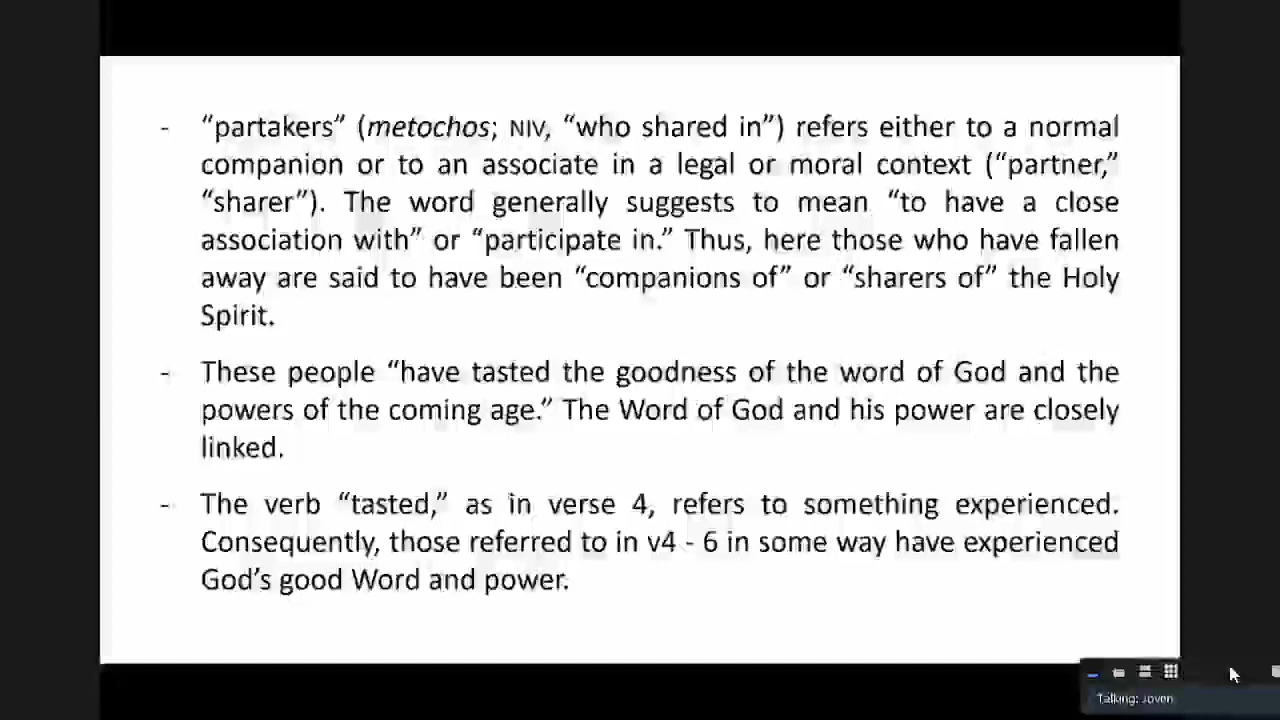 - “partakers” (metochos; NIV, “who shared in”) refers either to a normal
companion or to an associate in a legal or moral context (“partner,”
“sharer”). The word generally suggests to mean “to have a close
association with” or “participate in.” Thus, here those who have fallen
away are said to have been “companions of” or “sharers of” the Holy
Spirit.
- These people “have tasted the goodness of the word of God and the
powers of the coming age.” The Word of God and his power are closely
linked.
- The verb “tasted,” as in verse 4, refers to something experienced.
Consequently, those referred to in v4 - 6 in some way have experienced
God’s good Word and power.
Talking: Joven